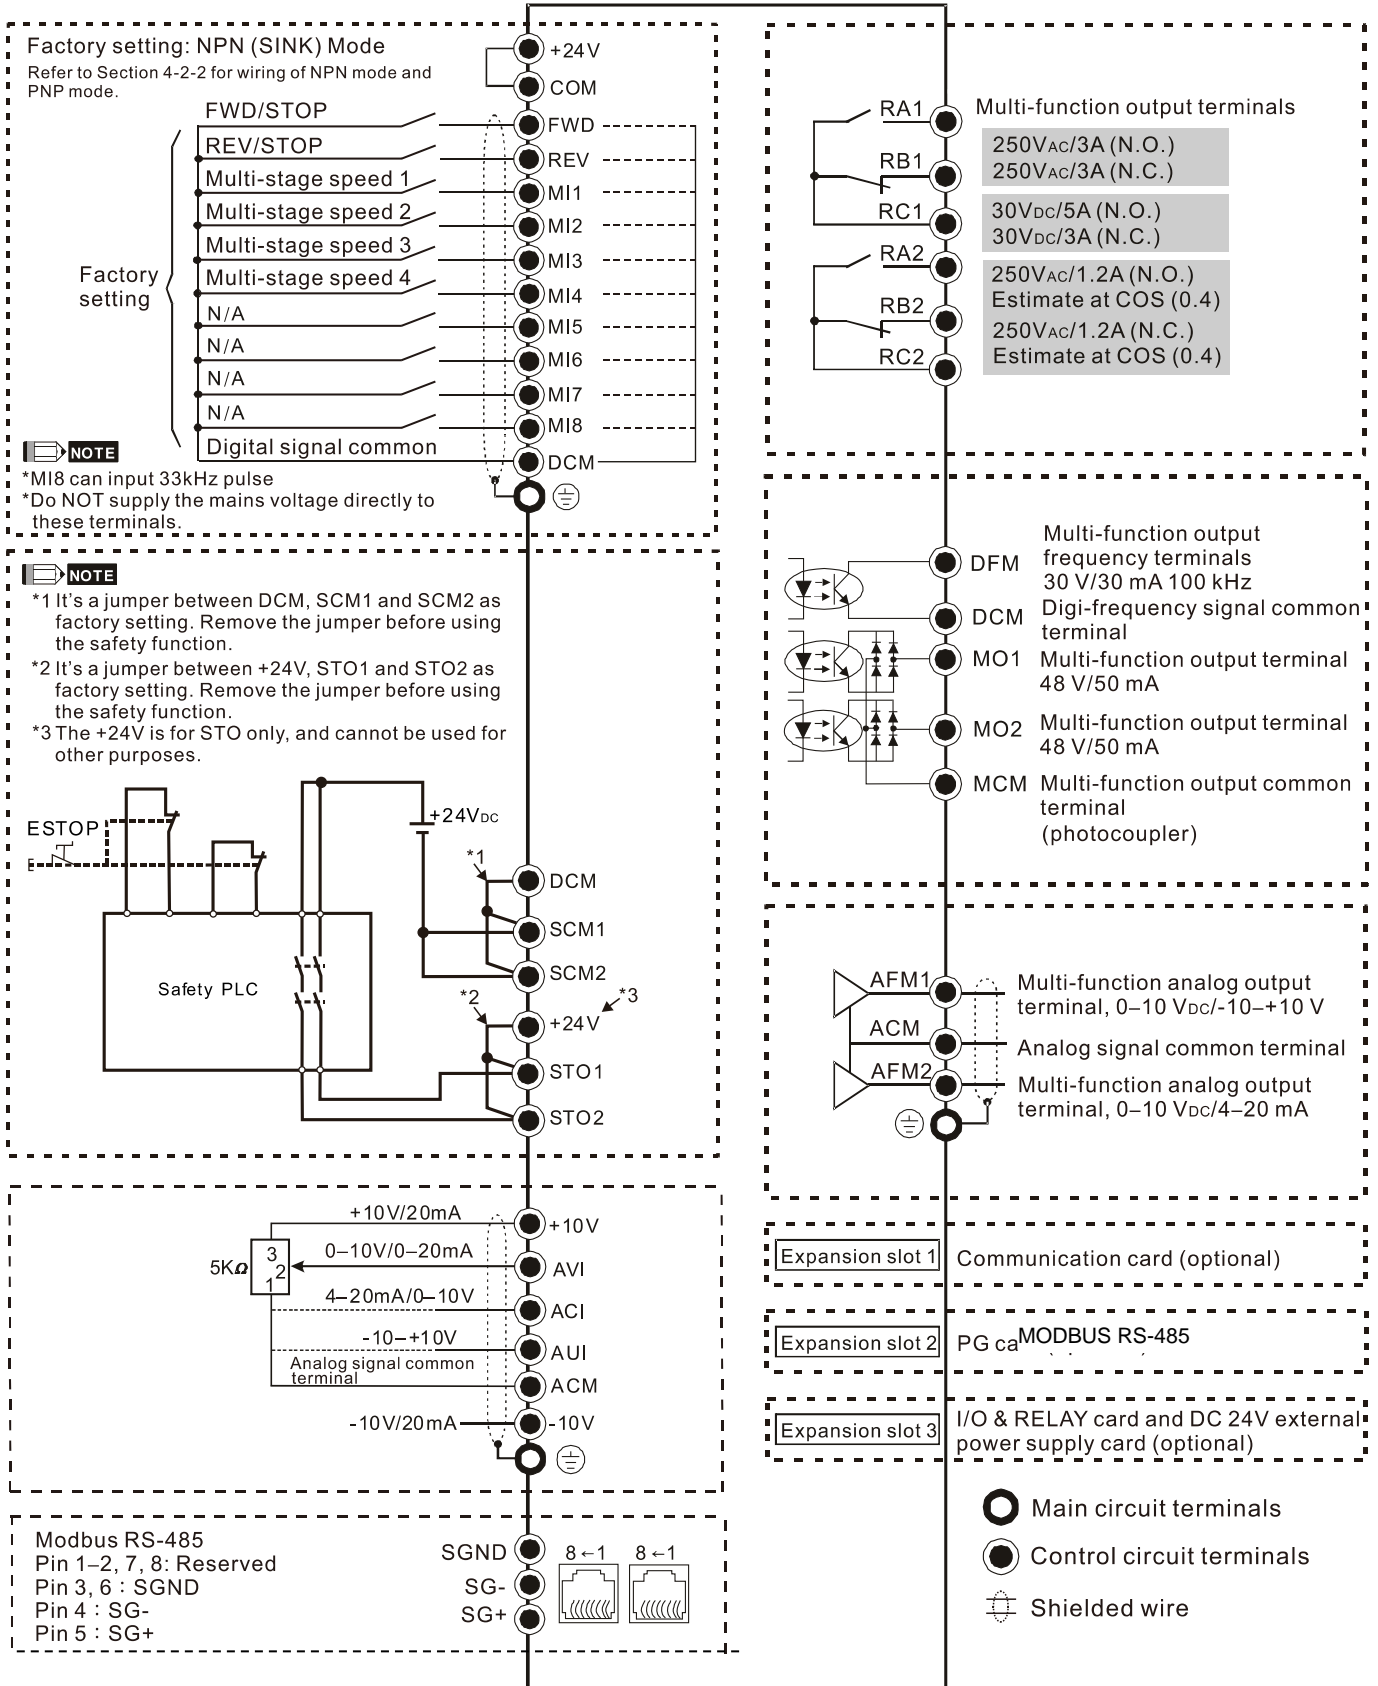 Factory setting: NPN (SINK) Mode
Refer to Section 4-2-2 for wiring of NPN mode and
PNP mode.
+24V
COM
FWD/STOP
FWD
REV/STOP
REV
Multi-stage speed 1
MI1
Multi-stage speed 2
MI2
Multi-stage speed 3
MI3
Multi-stage speed 4
MI4
Factory
setting
N/A
MI5
N/A
MI6
N/A
MI7
N/A
MI8
Digital signal common
DCM
NOTE
*MI8 can input 33kHz pulse
*Do NOT supply the mains voltage directly to
these terminals.
NOTE
*1 It's a jumper between DCM, SCM1 and SCM2 as
factory setting. Remove the jumper before using
the safety function.
*2 It's a jumper between +24V, STO1 and STO2 as
factory setting. Remove the jumper before using
the safety function.
*3 The +24V is for STO only, and cannot be used for
other purposes.
ESTOP
+24VDC
*1
DCM
SCM1
SCM2
Safety PLC
*2
*3
+24V
STO1
STO2
+10V/20mA
+10V
5KΩ
3
2
1
0–10V/0–20mA
AVI
4–20mA/0–10V
ACI
-10–+10V
AUI
Analog signal common
terminal
ACM
-10V/20mA
-10V
Modbus RS-485
Pin 1–2, 7, 8: Reserved
Pin 3, 6 : SGND
Pin 4 : SG-
Pin 5 : SG+
SGND
SG-
SG+
8←1
8←1
RA1
RB1
RC1
RA2
RB2
RC2
Multi-function output terminals
250VAC/3A (N.O.)
250VAC/3A (N.C.)
30VDC/5A (N.O.)
30VDC/3A (N.C.)
250VAC/1.2A (N.O.)
Estimate at COS (0.4)
250VAC/1.2A (N.C.)
Estimate at COS (0.4)
DFM
Multi-function output
frequency terminals
30 V/30 mA 100 kHz
DCM
Digi-frequency signal common
terminal
MO1
Multi-function output terminal
48 V/50 mA
MO2
Multi-function output terminal
48 V/50 mA
MCM
Multi-function output common
terminal
(photocoupler)
AFM1
Multi-function analog output
terminal, 0–10 VDC/-10–+10 V
ACM
Analog signal common terminal
AFM2
Multi-function analog output
terminal, 0–10 VDC/4–20 mA
Expansion slot 1
Communication card (optional)
Expansion slot 2
PG ca
MODBUS RS-485
Expansion slot 3
I/O & RELAY card and DC 24V external
power supply card (optional)
Main circuit terminals
Control circuit terminals
Shielded wire